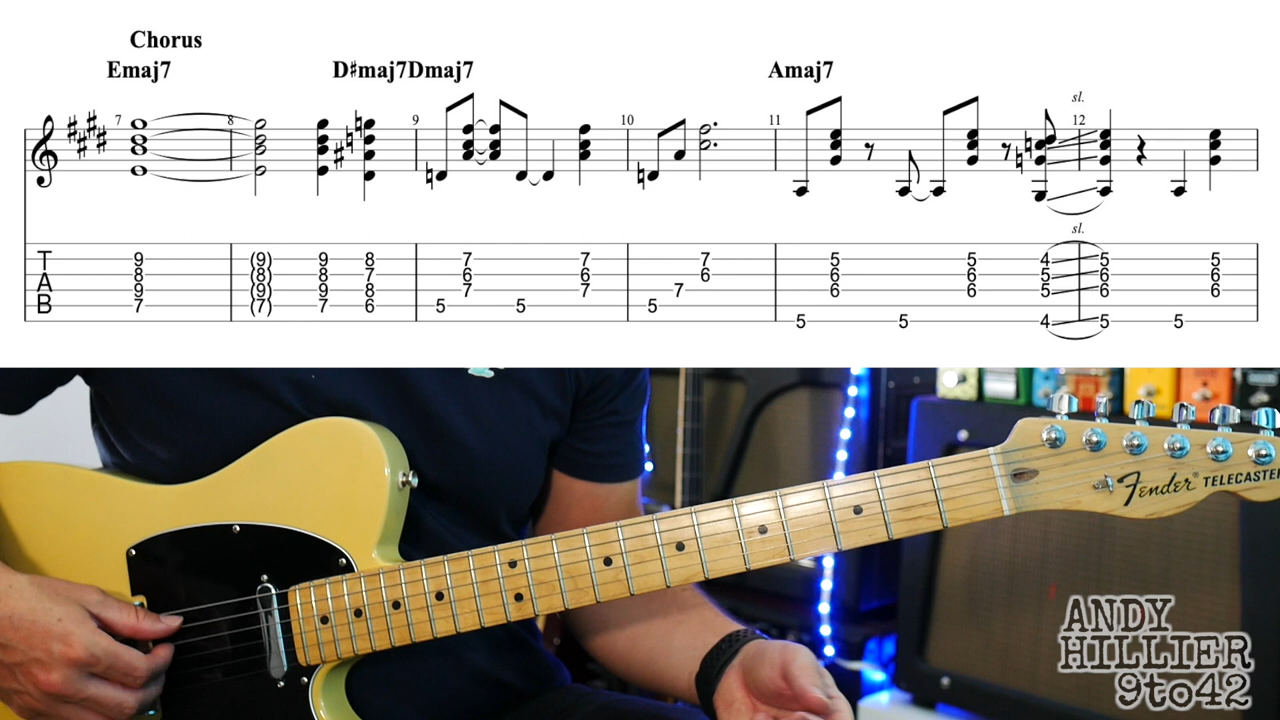 Chorus
Emaj7 D♯maj7 Dmaj7 Amaj7
7 8 9 10 11 sl. 12
sl.
T 9 (9) 9 8 7 7 7 5 5 4 5 5
8 (8) 8 7 6 6 6 6 6 5 6 6
A 9 (9) 9 8 7 7 7 6 6 5 6 6
B 7 (7) 7 6 5 5 5
5 5 4 5 5
Fender® TELECASTER
ANDY
HILLIER
9to42